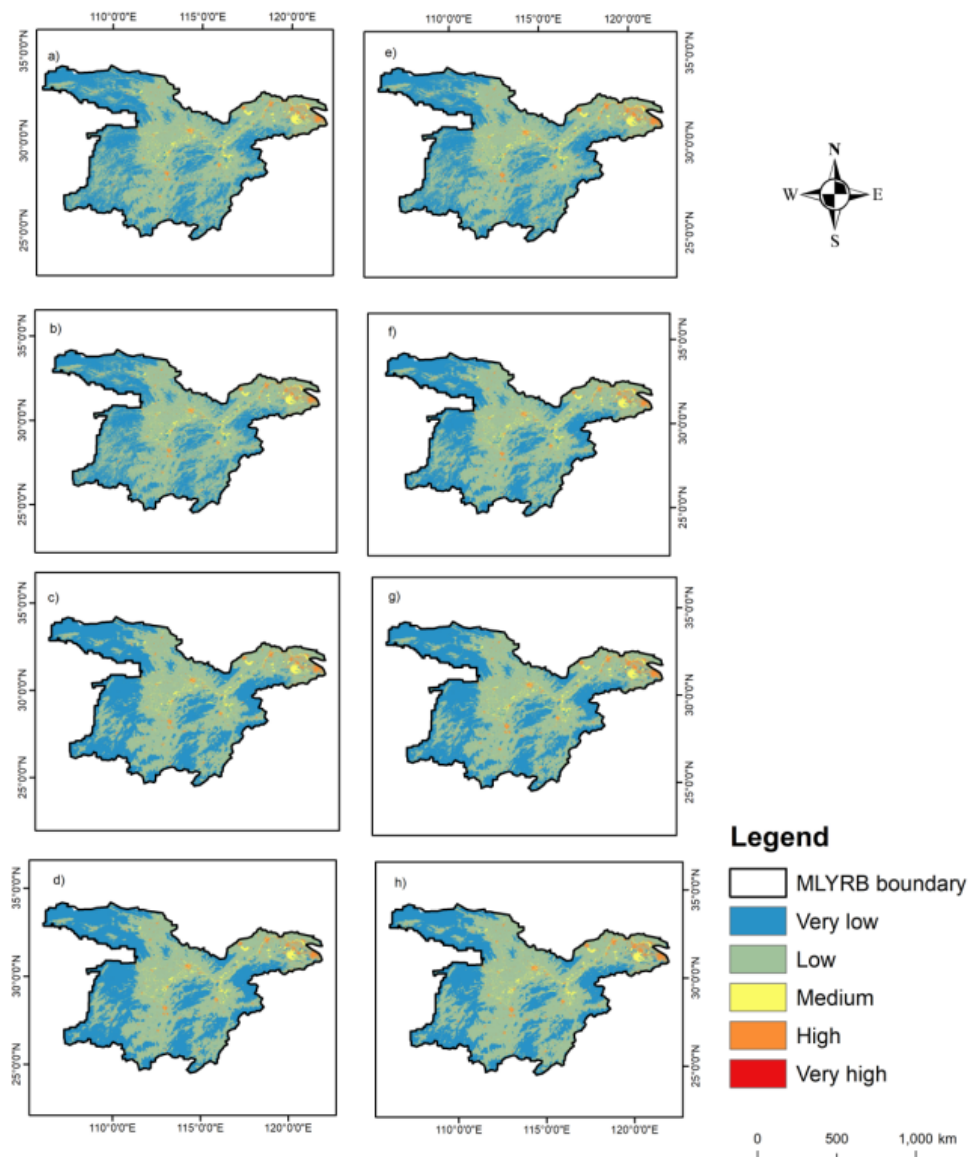 110°0'0"E 115°0'0"E 120°0'0"E
110°0'0"E 115°0'0"E 120°0'0"E
a)
35°0'0"N
30°0'0"N
25°0'0"N
e)
35°0'0"N
30°0'0"N
25°0'0"N
N
W E
S
b)
35°0'0"N
30°0'0"N
25°0'0"N
f)
35°0'0"N
30°0'0"N
25°0'0"N
c)
35°0'0"N
30°0'0"N
25°0'0"N
g)
35°0'0"N
30°0'0"N
25°0'0"N
d)
35°0'0"N
30°0'0"N
25°0'0"N
h)
35°0'0"N
30°0'0"N
25°0'0"N
110°0'0"E 115°0'0"E 120°0'0"E
110°0'0"E 115°0'0"E 120°0'0"E
Legend
MLYRB boundary
Very low
Low
Medium
High
Very high
0 500 1,000 km